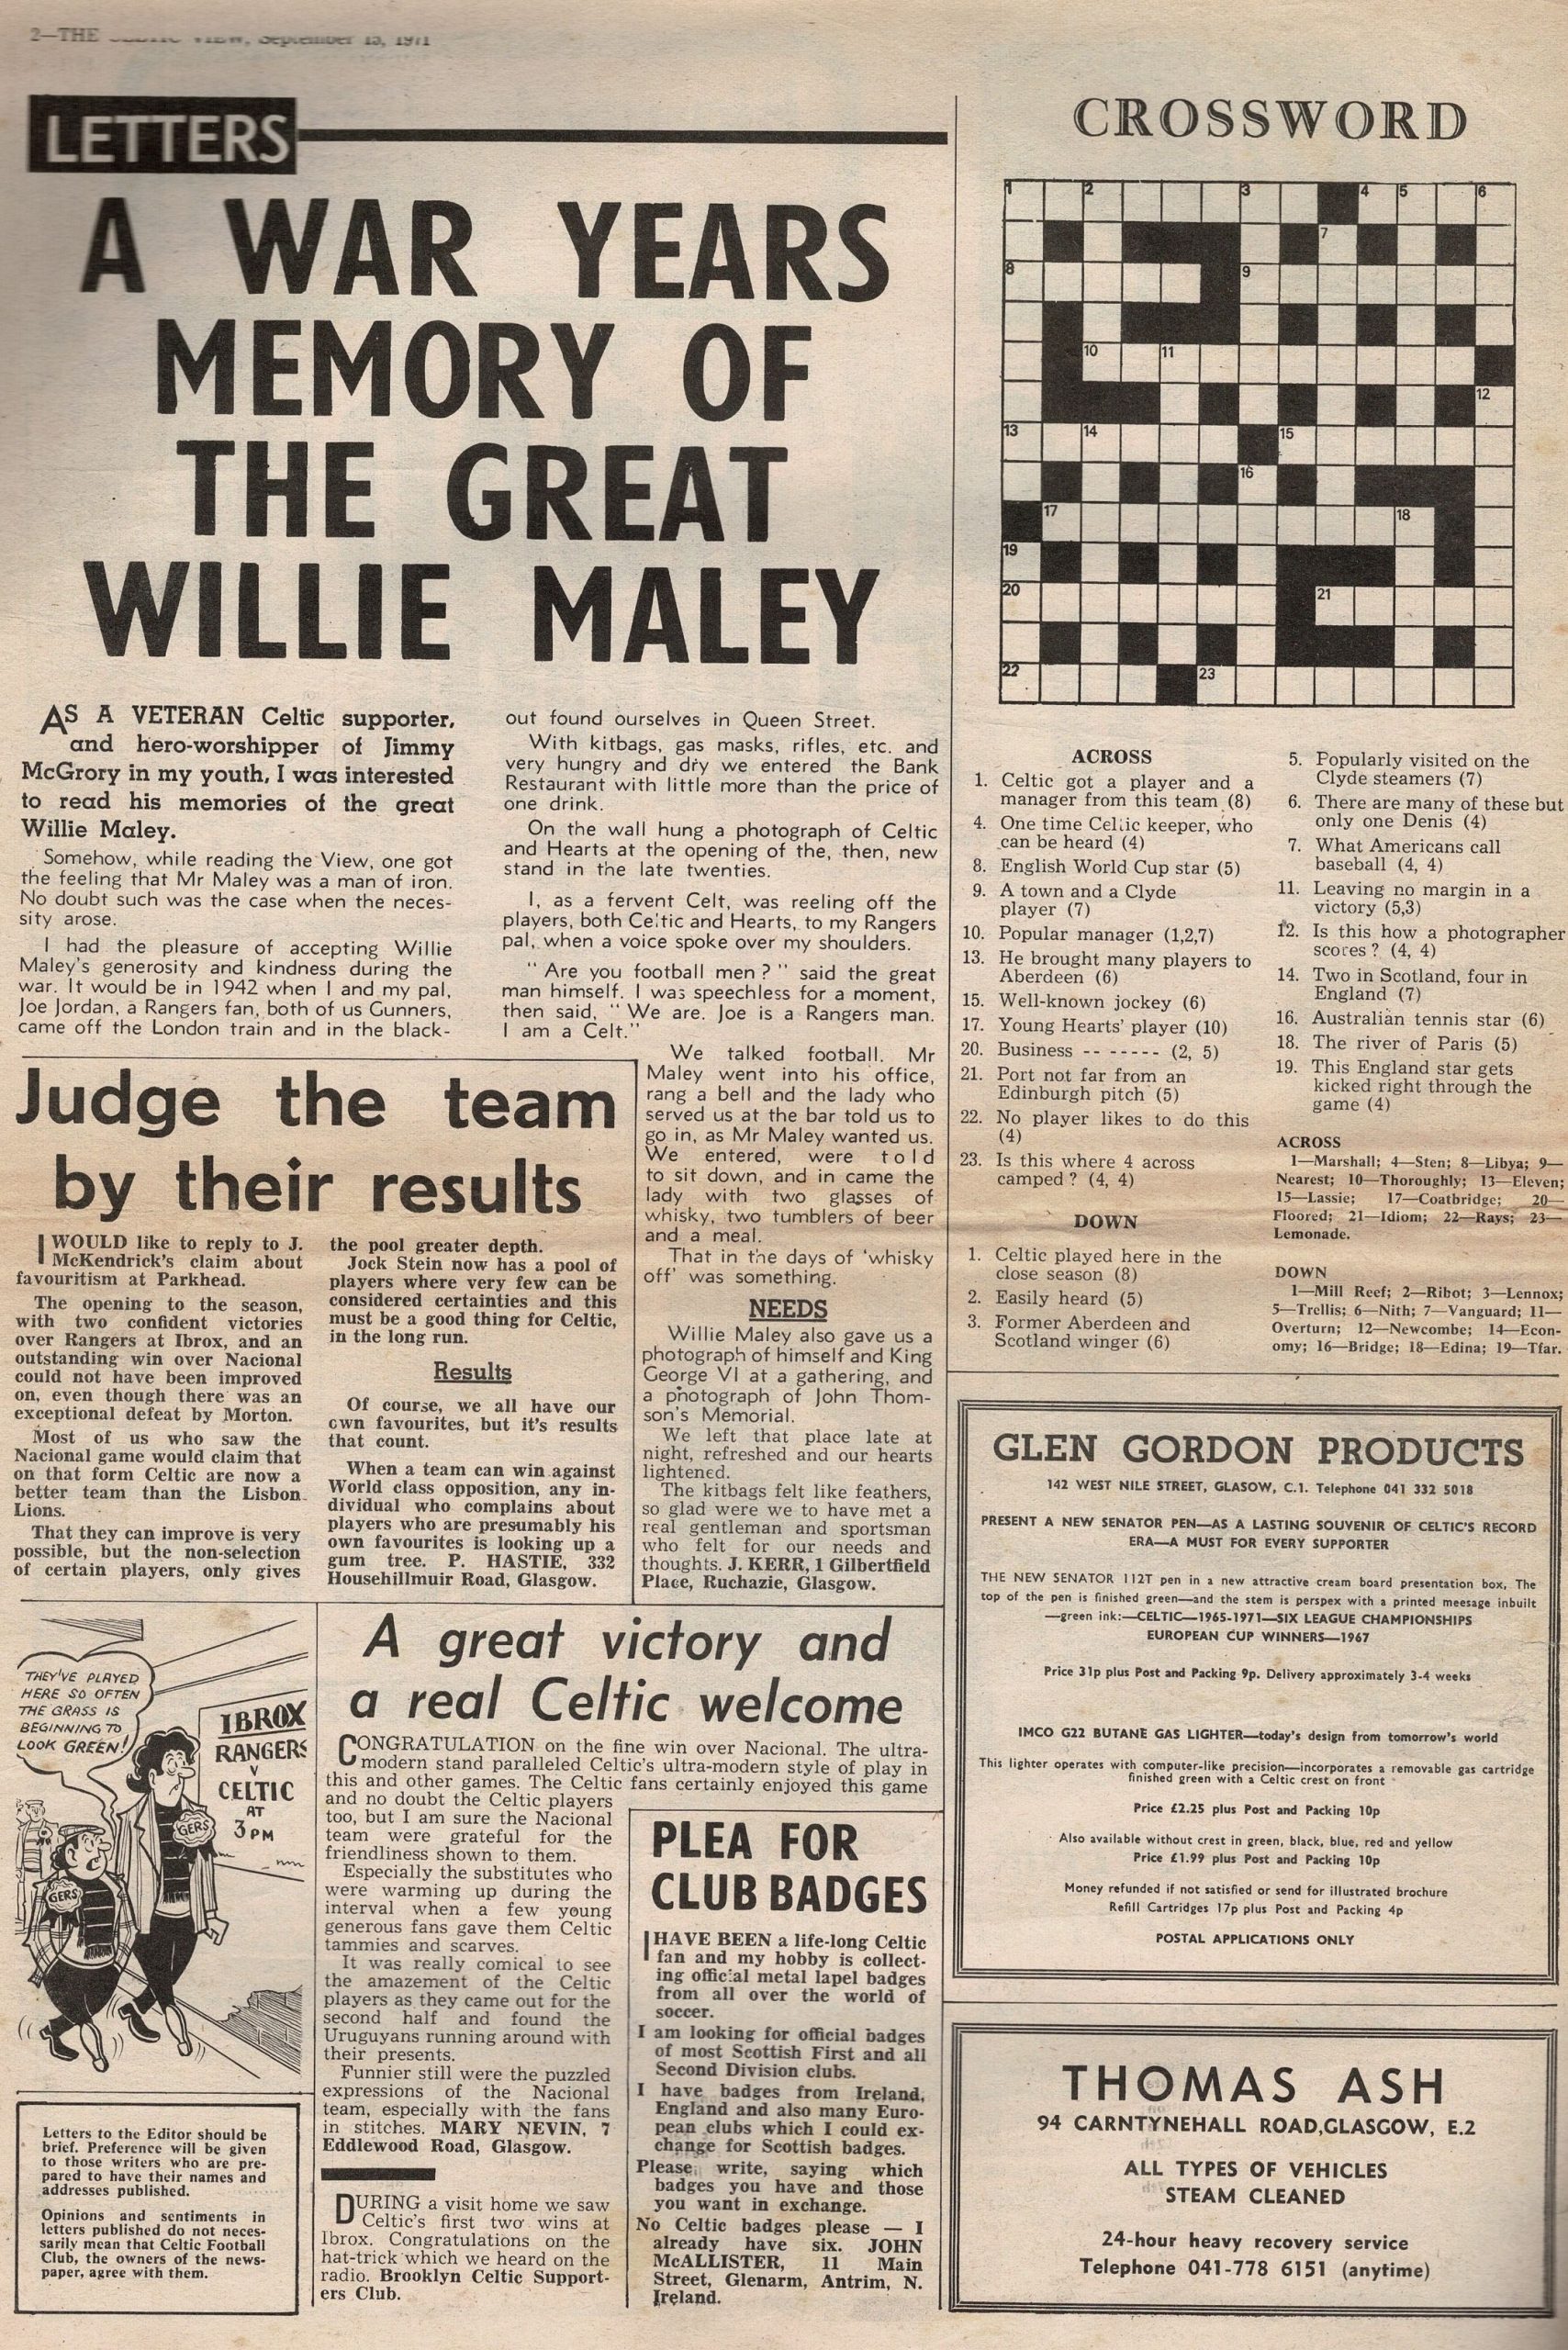 2—THE CELTIC VIEW, September 15, 1971
LETTERS
A WAR YEARS
MEMORY OF
THE GREAT
WILLIE MALEY
AS A VETERAN Celtic supporter,
and hero-worshipper of Jimmy
McGrory in my youth, I was interested
to read his memories of the great
Willie Maley.
Somehow, while reading the View, one got
the feeling that Mr Maley was a man of iron.
No doubt such was the case when the neces-
sity arose.
I had the pleasure of accepting Willie
Maley's generosity and kindness during the
war. It would be in 1942 when I and my pal,
Joe Jordan, a Rangers fan, both of us Gunners,
came off the London train and in the black-
out found ourselves in Queen Street.
With kitbags, gas masks, rifles, etc. and
very hungry and dry we entered the Bank
Restaurant with little more than the price of
one drink.
On the wall hung a photograph of Celtic
and Hearts at the opening of the, then, new
stand in the late twenties.
I, as a fervent Celt, was reeling off the
players, both Celtic and Hearts, to my Rangers
pal, when a voice spoke over my shoulders.
" Are you football men ? " said the great
man himself. I was speechless for a moment,
then said, " We are. Joe is a Rangers man.
I am a Celt."
We talked football. Mr
Maley went into his office,
rang a bell and the lady who
served us at the bar told us to
go in, as Mr Maley wanted us.
We entered, were told
to sit down, and in came the
lady with two glasses of
whisky, two tumblers of beer
and a meal.
That in the days of 'whisky
off' was something.
NEEDS
Willie Maley also gave us a
photograph of himself and King
George VI at a gathering, and
a photograph of John Thom-
son's Memorial.
We left that place late at
night, refreshed and our hearts
lightened.
The kitbags felt like feathers,
so glad were we to have met a
real gentleman and sportsman
who felt for our needs and
thoughts. J. KERR, 1 Gilbertfield
Place, Ruchazie, Glasgow.
Judge the team
by their results
I WOULD like to reply to J.
McKendrick's claim about
favouritism at Parkhead.
The opening to the season,
with two confident victories
over Rangers at Ibrox, and an
outstanding win over Nacional
could not have been improved
on, even though there was an
exceptional defeat by Morton.
Most of us who saw the
Nacional game would claim that
on that form Celtic are now a
better team than the Lisbon
Lions.
That they can improve is very
possible, but the non-selection
of certain players, only gives
the pool greater depth.
Jock Stein now has a pool of
players where very few can be
considered certainties and this
must be a good thing for Celtic,
in the long run.
Results
Of course, we all have our
own favourites, but it's results
that count.
When a team can win against
World class opposition, any in-
dividual who complains about
players who are presumably his
own favourites is looking up a
gum tree. P. HASTIE, 332
Househillmuir Road, Glasgow.
THEY'VE PLAYED
HERE SO OFTEN
THE GRASS IS
BEGINNING TO
LOOK GREEN!
IBROX
RANGERS
V
CELTIC
AT
3PM
GERS
GERS
Letters to the Editor should be
brief. Preference will be given
to those writers who are pre-
pared to have their names and
addresses published.
Opinions and sentiments in
letters published do not neces-
sarily mean that Celtic Football
Club, the owners of the news-
paper, agree with them.
A great victory and
a real Celtic welcome
CONGRATULATION on the fine win over Nacional. The ultra-
modern stand paralleled Celtic's ultra-modern style of play in
this and other games. The Celtic fans certainly enjoyed this game
and no doubt the Celtic players
too, but I am sure the Nacional
team were grateful for the
friendliness shown to them.
Especially the substitutes who
were warming up during the
interval when a few young
generous fans gave them Celtic
tammies and scarves.
It was really comical to see
the amazement of the Celtic
players as they came out for the
second half and found the
Uruguyans running around with
their presents.
Funnier still were the puzzled
expressions of the Nacional
team, especially with the fans
in stitches. MARY NEVIN, 7
Eddlewood Road, Glasgow.
DURING a visit home we saw
Celtic's first two wins at
Ibrox. Congratulations on the
hat-trick which we heard on the
radio. Brooklyn Celtic Support-
ers Club.
PLEA FOR
CLUB BADGES
I HAVE BEEN a life-long Celtic
fan and my hobby is collect-
ing official metal lapel badges
from all over the world of
soccer.
I am looking for official badges
of most Scottish First and all
Second Division clubs.
I have badges from Ireland,
England and also many Euro-
pean clubs which I could ex-
change for Scottish badges.
Please write, saying which
badges you have and those
you want in exchange.
No Celtic badges please — I
already have six. JOHN
McALLISTER, 11 Main
Street, Glenarm, Antrim, N.
Ireland.
CROSSWORD
1 2 3 4 5 6
7
8 9
10 11
12
13 14 15
16
17 18
19
20 21
22 23
ACROSS
1. Celtic got a player and a
manager from this team (8)
4. One time Celtic keeper, who
can be heard (4)
8. English World Cup star (5)
9. A town and a Clyde
player (7)
10. Popular manager (1,2,7)
13. He brought many players to
Aberdeen (6)
15. Well-known jockey (6)
17. Young Hearts' player (10)
20. Business -- ----- (2, 5)
21. Port not far from an
Edinburgh pitch (5)
22. No player likes to do this
(4)
23. Is this where 4 across
camped ? (4, 4)
DOWN
1. Celtic played here in the
close season (8)
2. Easily heard (5)
3. Former Aberdeen and
Scotland winger (6)
5. Popularly visited on the
Clyde steamers (7)
6. There are many of these but
only one Denis (4)
7. What Americans call
baseball (4, 4)
11. Leaving no margin in a
victory (5,3)
12. Is this how a photographer
scores ? (4, 4)
14. Two in Scotland, four in
England (7)
16. Australian tennis star (6)
18. The river of Paris (5)
19. This England star gets
kicked right through the
game (4)
ACROSS
1—Marshall; 4—Sten; 8—Libya; 9—
Nearest; 10—Thoroughly; 13—Eleven;
15—Lassie; 17—Coatbridge; 20—
Floored; 21—Idiom; 22—Rays; 23—
Lemonade.
DOWN
1—Mill Reef; 2—Ribot; 3—Lennox;
5—Trellis; 6—Nith; 7—Vanguard; 11—
Overturn; 12—Newcombe; 14—Econ-
omy; 16—Bridge; 18—Edina; 19—Tfar.
GLEN GORDON PRODUCTS
142 WEST NILE STREET, GLASOW, C.1. Telephone 041 332 5018
PRESENT A NEW SENATOR PEN—AS A LASTING SOUVENIR OF CELTIC'S RECORD
ERA—A MUST FOR EVERY SUPPORTER
THE NEW SENATOR 112T pen in a new attractive cream board presentation box, The
top of the pen is finished green—and the stem is perspex with a printed meesage inbuilt
—green ink:—CELTIC—1965-1971—SIX LEAGUE CHAMPIONSHIPS
EUROPEAN CUP WINNERS—1967
Price 31p plus Post and Packing 9p. Delivery approximately 3-4 weeks
IMCO G22 BUTANE GAS LIGHTER—today's design from tomorrow's world
This lighter operates with computer-like precision—incorporates a removable gas cartridge
finished green with a Celtic crest on front
Price £2.25 plus Post and Packing 10p
Also available without crest in green, black, blue, red and yellow
Price £1.99 plus Post and Packing 10p
Money refunded if not satisfied or send for illustrated brochure
Refill Cartridges 17p plus Post and Packing 4p
POSTAL APPLICATIONS ONLY
THOMAS ASH
94 CARNTYNEHALL ROAD,GLASGOW, E.2
ALL TYPES OF VEHICLES
STEAM CLEANED
24-hour heavy recovery service
Telephone 041-778 6151 (anytime)